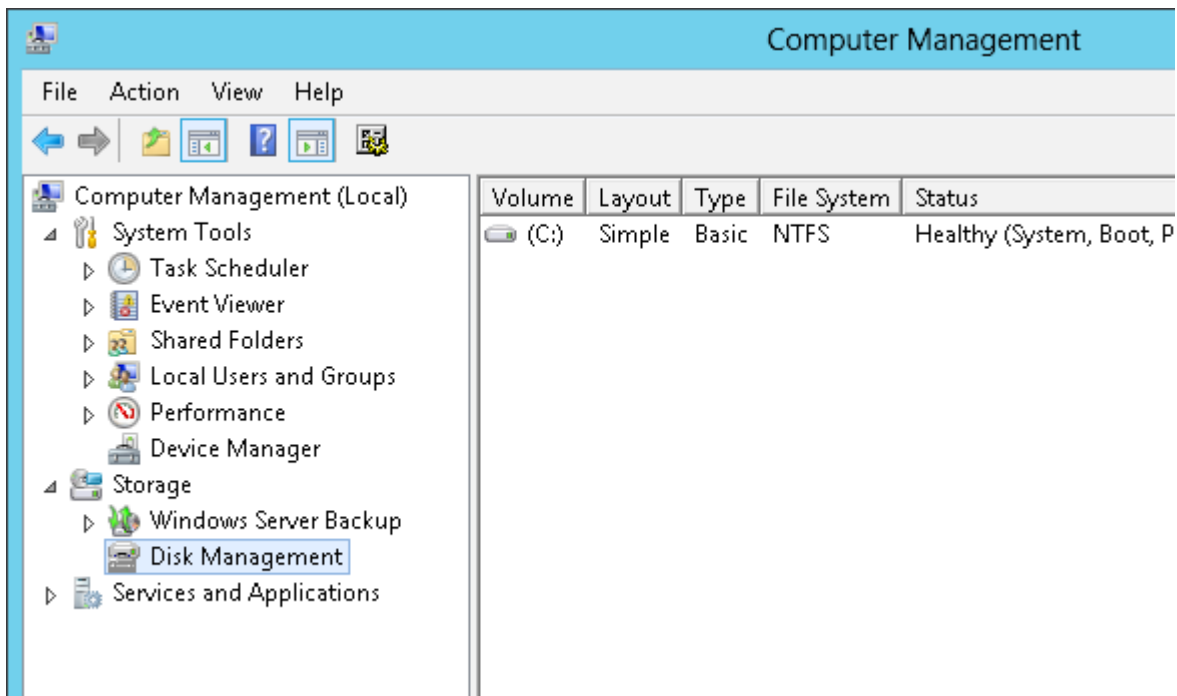 Computer Management
File Action View Help
Computer Management (Local)
System Tools
Task Scheduler
Event Viewer
Shared Folders
Local Users and Groups
Performance
Device Manager
Storage
Windows Server Backup
Disk Management
Services and Applications
Volume Layout Type File System Status
(C:) Simple Basic NTFS Healthy (System, Boot, P